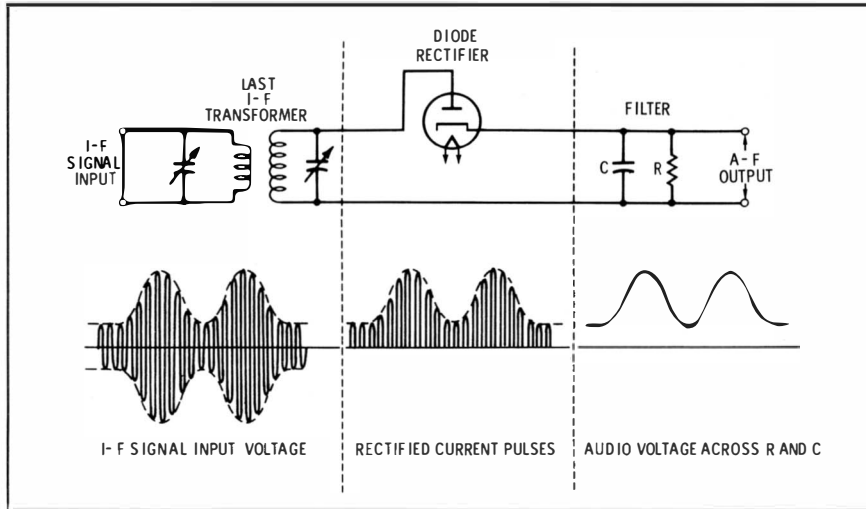 DIODE
RECTIFIER
LAST
I-F
TRANSFORMER
I-F
SIGNAL
INPUT
FILTER
C
R
A-F
OUTPUT
I-F SIGNAL INPUT VOLTAGE
RECTIFIED CURRENT PULSES
AUDIO VOLTAGE ACROSS R AND C